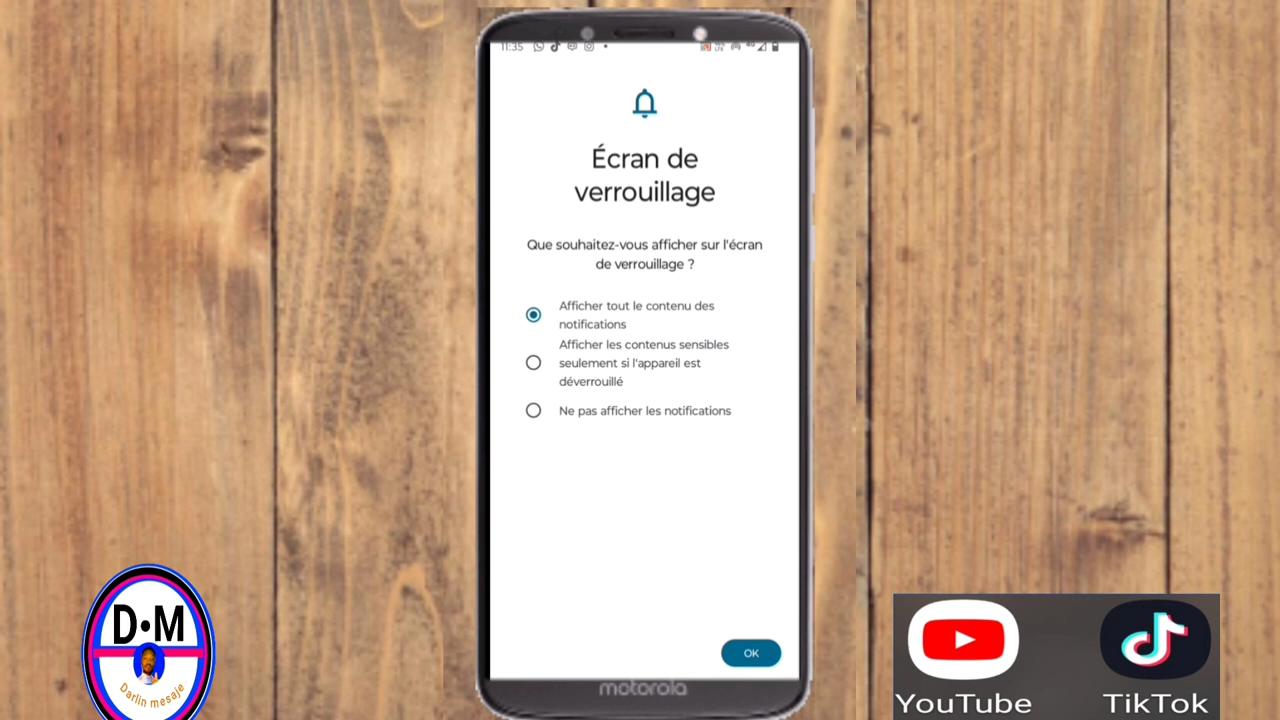 11:35
Écran de
verrouillage
Que souhaitez-vous afficher sur l'écran
de verrouillage ?
Afficher tout le contenu des
notifications
Afficher les contenus sensibles
seulement si l'appareil est
déverrouillé
Ne pas afficher les notifications
OK
motorola
D•M
Darlin mesaje
YouTube
TikTok